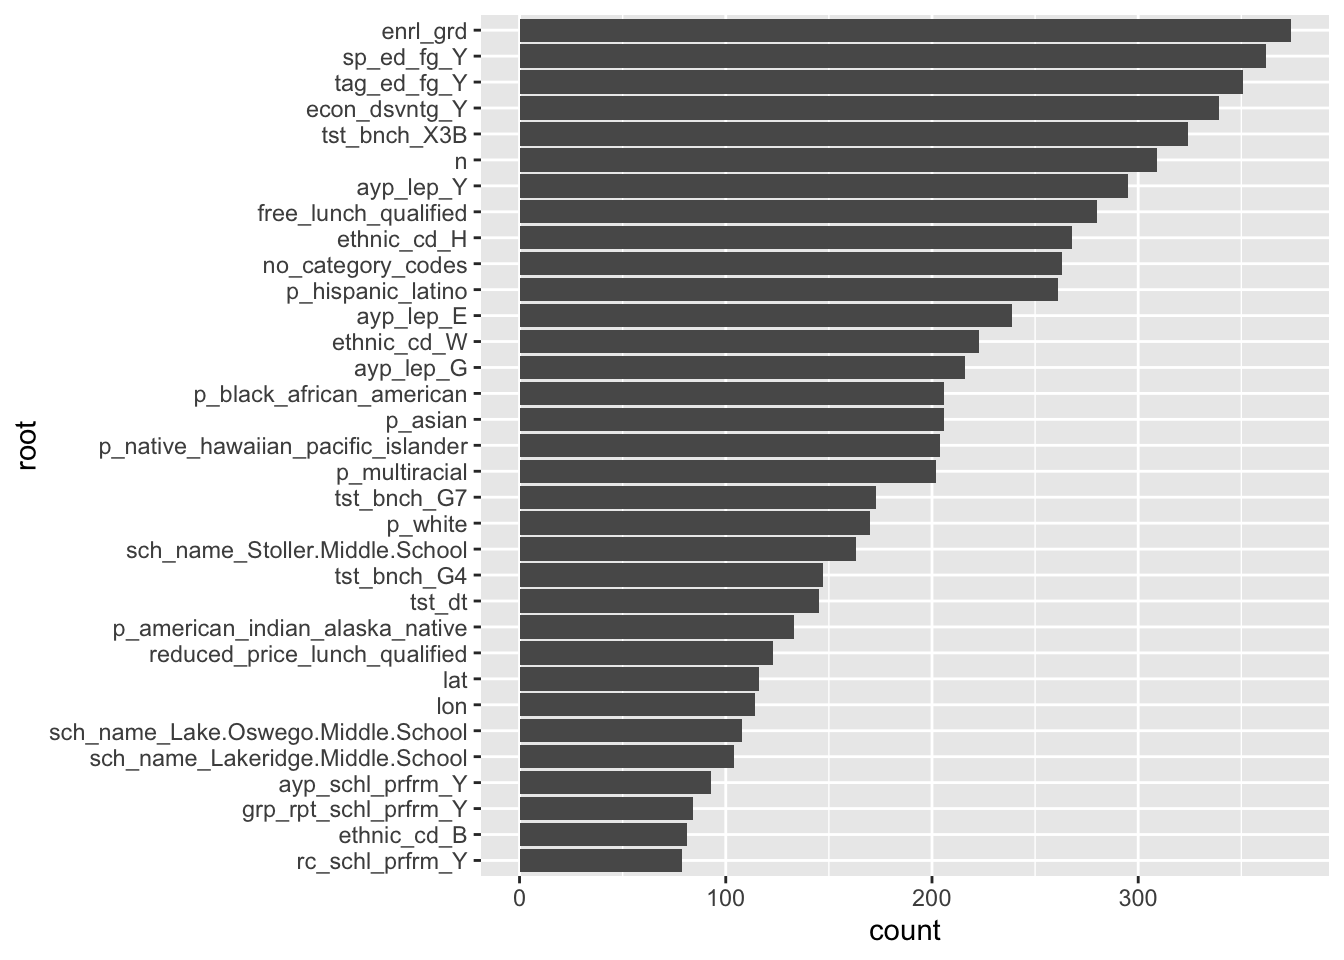 enrl_grd
sp_ed_fg_Y
tag_ed_fg_Y
econ_dsvntg_Y
tst_bnch_X3B
n
ayp_lep_Y
free_lunch_qualified
ethnic_cd_H
no_category_codes
p_hispanic_latino
ayp_lep_E
ethnic_cd_W
ayp_lep_G
p_black_african_american
p_asian
p_native_hawaiian_pacific_islander
p_multiracial
tst_bnch_G7
p_white
sch_name_Stoller.Middle.School
tst_bnch_G4
tst_dt
p_american_indian_alaska_native
reduced_price_lunch_qualified
lat
lon
sch_name_Lake.Oswego.Middle.School
sch_name_Lakeridge.Middle.School
ayp_schl_prfrm_Y
grp_rpt_schl_prfrm_Y
ethnic_cd_B
rc_schl_prfrm_Y
root
0 100 200 300
count